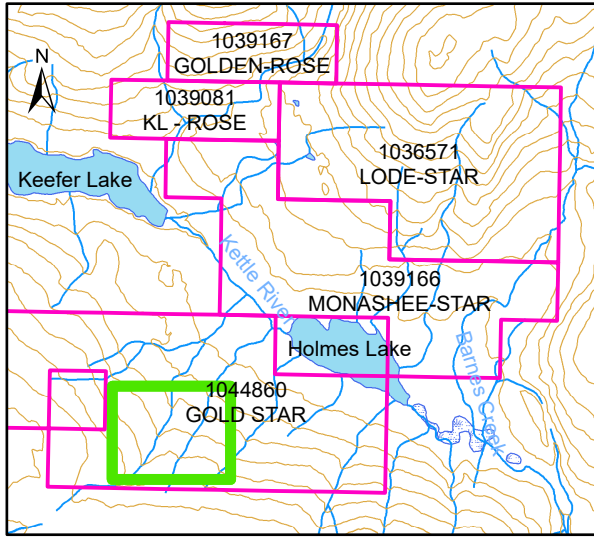 1039167
GOLDEN-ROSE
N
1039081
KL - ROSE
1036571
LODE-STAR
Keefer Lake
Kettle River
1039166
MONASHEE-STAR
Holmes Lake
Barnes Creek
1044860
GOLD STAR